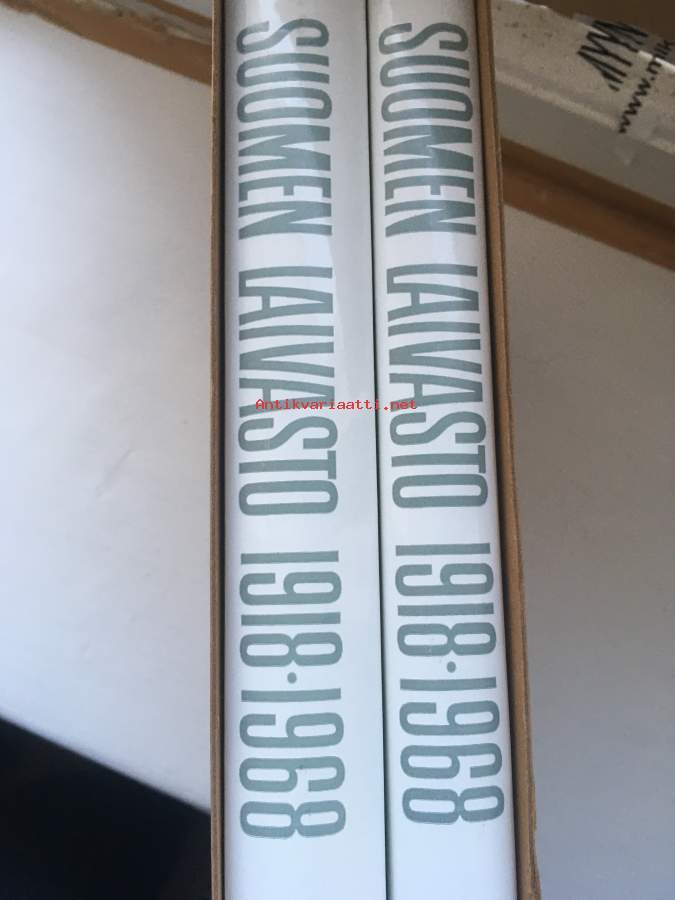 SUOMEN LAIVASTO 1918·1968
SUOMEN LAIVASTO 1918·1968
Antikvariaatti.net